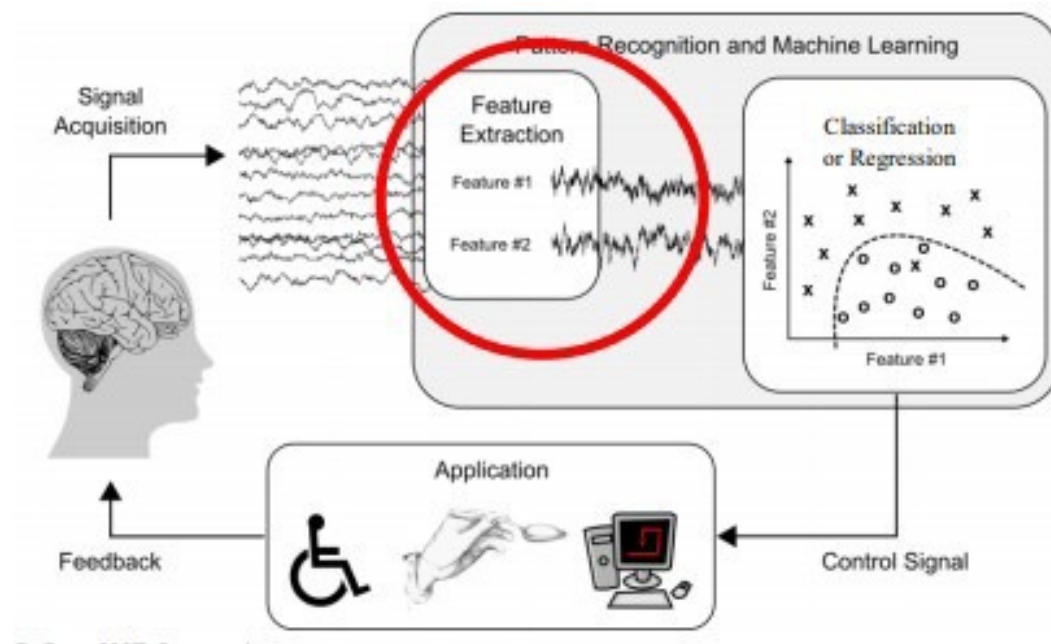 Pattern Recognition and Machine Learning
Signal
Acquisition
Feature
Extraction
Feature #1
Feature #2
Classification
or Regression
Feature #2
Feature #1
Application
Feedback
Control Signal